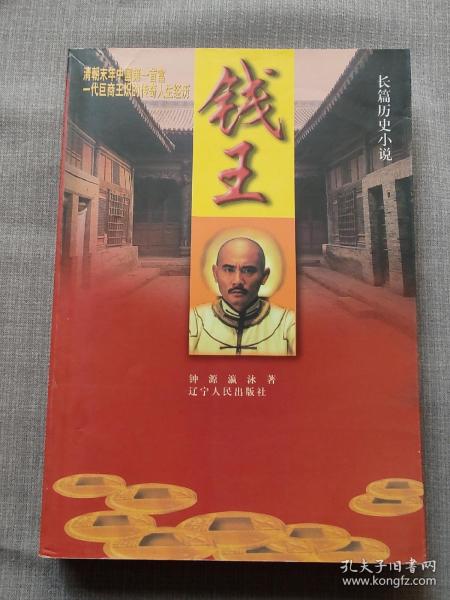 清朝末年中国第一首富
一代巨商王炽的传奇人生经历
钱王
长篇历史小说
钟源 瀛泳 著
辽宁人民出版社
孔夫子旧书网
www.kongfz.com